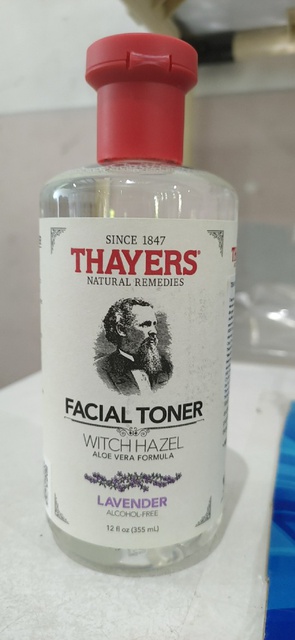 SINCE 1847
THAYERS®
NATURAL REMEDIES
FACIAL TONER
WITCH HAZEL
ALOE VERA FORMULA
LAVENDER
ALCOHOL-FREE
12 fl oz (355 mL)